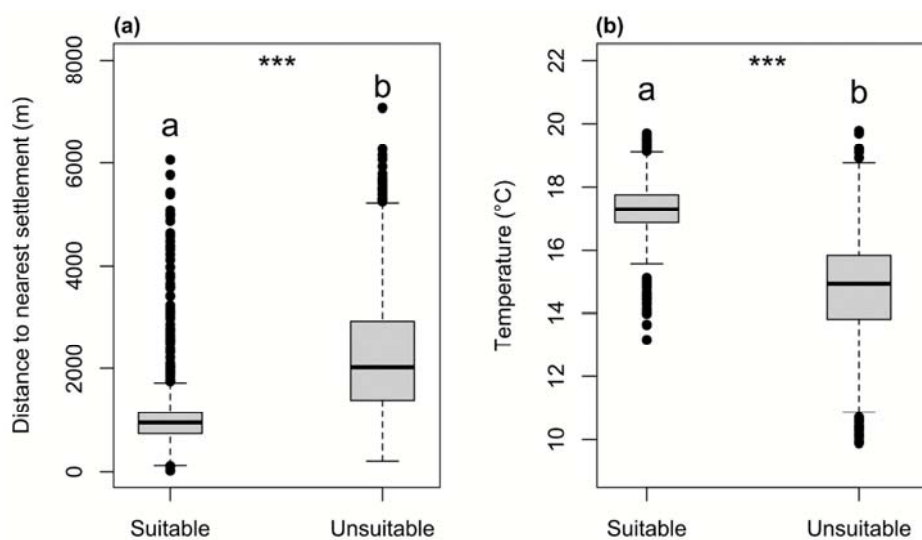 (a)
Distance to nearest settlement (m)
8000
6000
4000
2000
0
***
a
b
Suitable
Unsuitable
(b)
Temperature (°C)
22
20
18
16
14
12
10
***
a
b
Suitable
Unsuitable